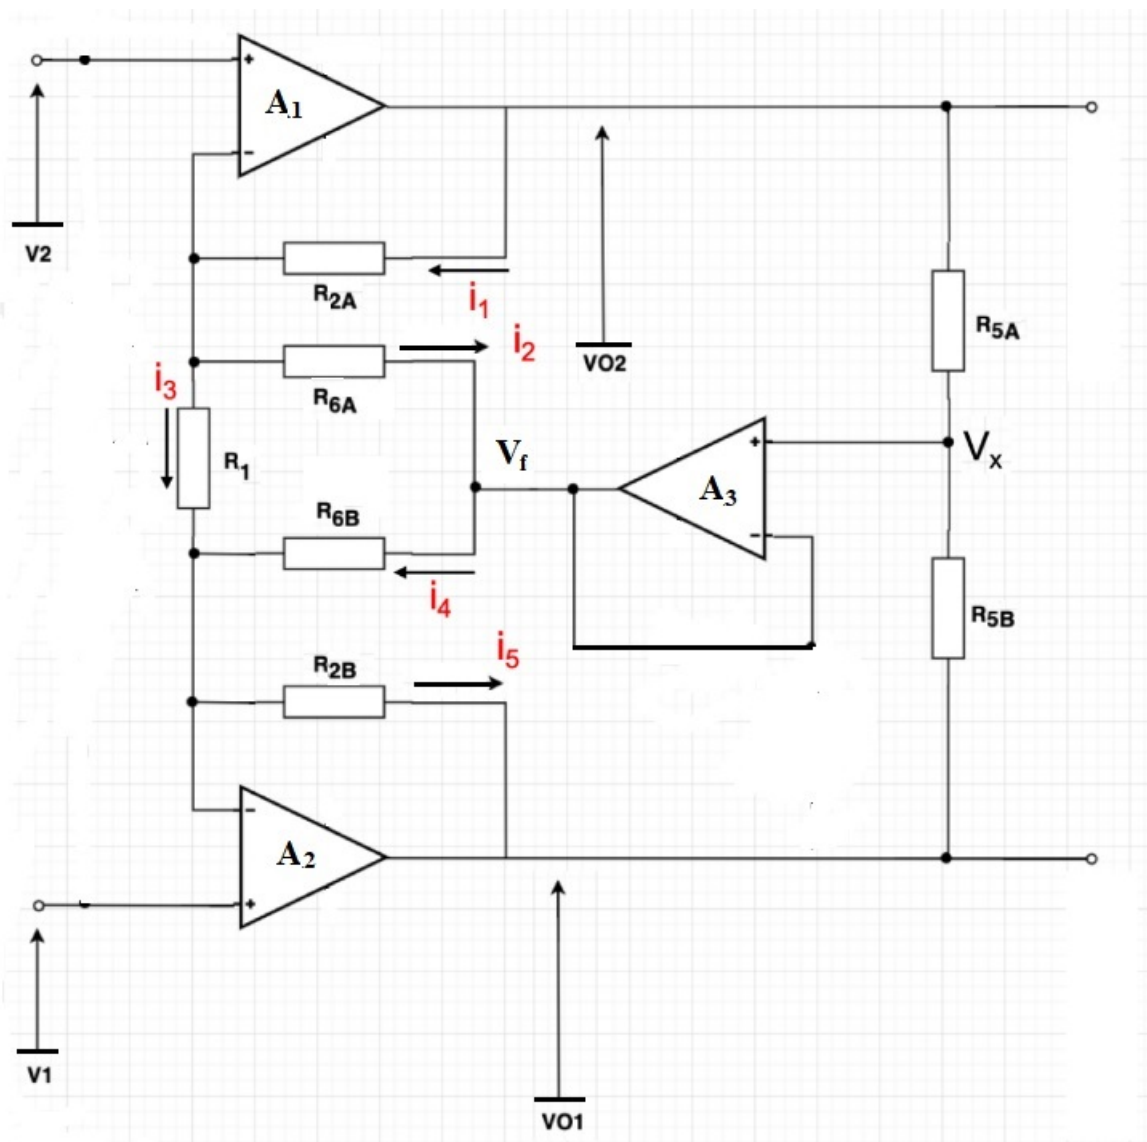 +
A1
-
V2
R2A
i1
i2
VO2
R5A
i3
R6A
R1
Vf
+
Vx
A3
R6B
-
i4
R5B
i5
R2B
-
A2
+
V1
VO1